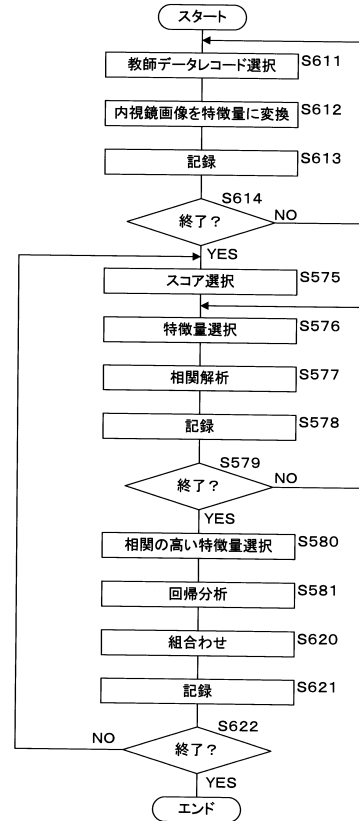 スタート
教師データレコード選択 S611
内視鏡画像を特徴量に変換 S612
記録 S613
S614
終了？ NO
YES
スコア選択 S575
特徴量選択 S576
相関解析 S577
記録 S578
S579
終了？ NO
YES
相関の高い特徴量選択 S580
回帰分析 S581
組合わせ S620
記録 S621
S622
NO 終了？
YES
エンド